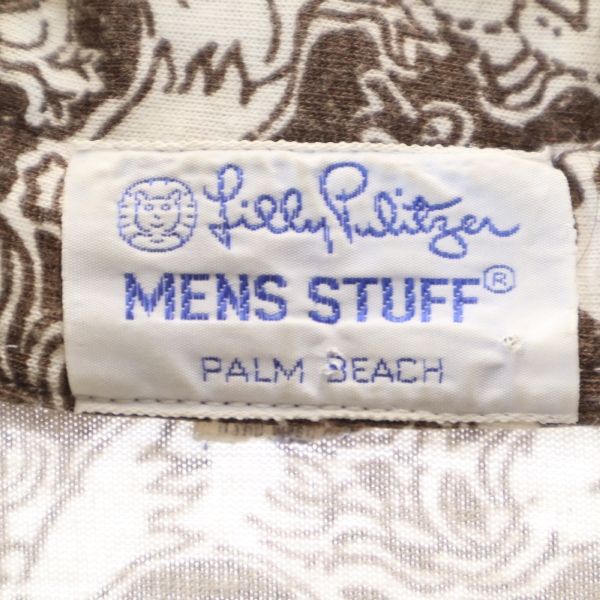 Lilly Pulitzer
MENS STUFF®
PALM BEACH